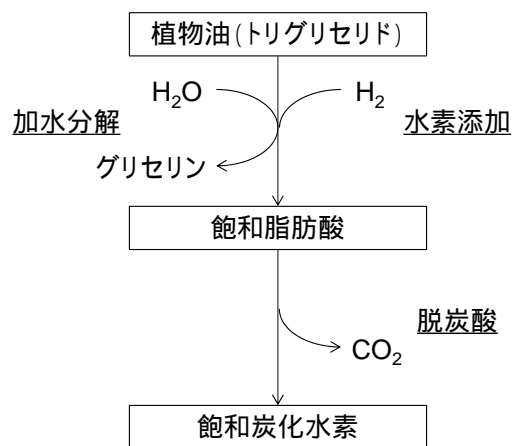 植物油(トリグリセリド)
H₂O
H₂
加水分解
水素添加
グリセリン
飽和脂肪酸
脱炭酸
CO₂
飽和炭化水素